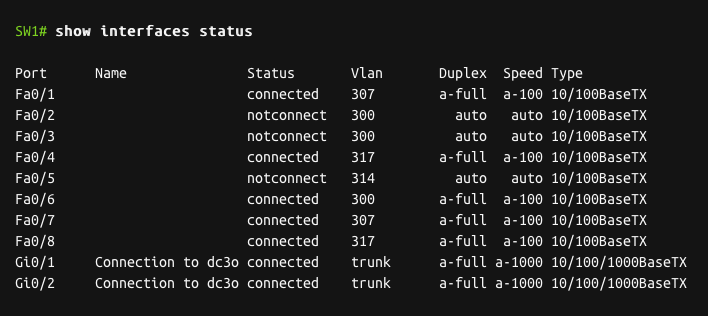 SW1# show interfaces status
Port Name Status Vlan Duplex Speed Type
Fa0/1 connected 307 a-full a-100 10/100BaseTX
Fa0/2 notconnect 300 auto auto 10/100BaseTX
Fa0/3 notconnect 300 auto auto 10/100BaseTX
Fa0/4 connected 317 a-full a-100 10/100BaseTX
Fa0/5 notconnect 314 auto auto 10/100BaseTX
Fa0/6 connected 300 a-full a-100 10/100BaseTX
Fa0/7 connected 307 a-full a-100 10/100BaseTX
Fa0/8 connected 317 a-full a-100 10/100BaseTX
Gi0/1 Connection to dc3o connected trunk a-full a-1000 10/100/1000BaseTX
Gi0/2 Connection to dc3o connected trunk a-full a-1000 10/100/1000BaseTX